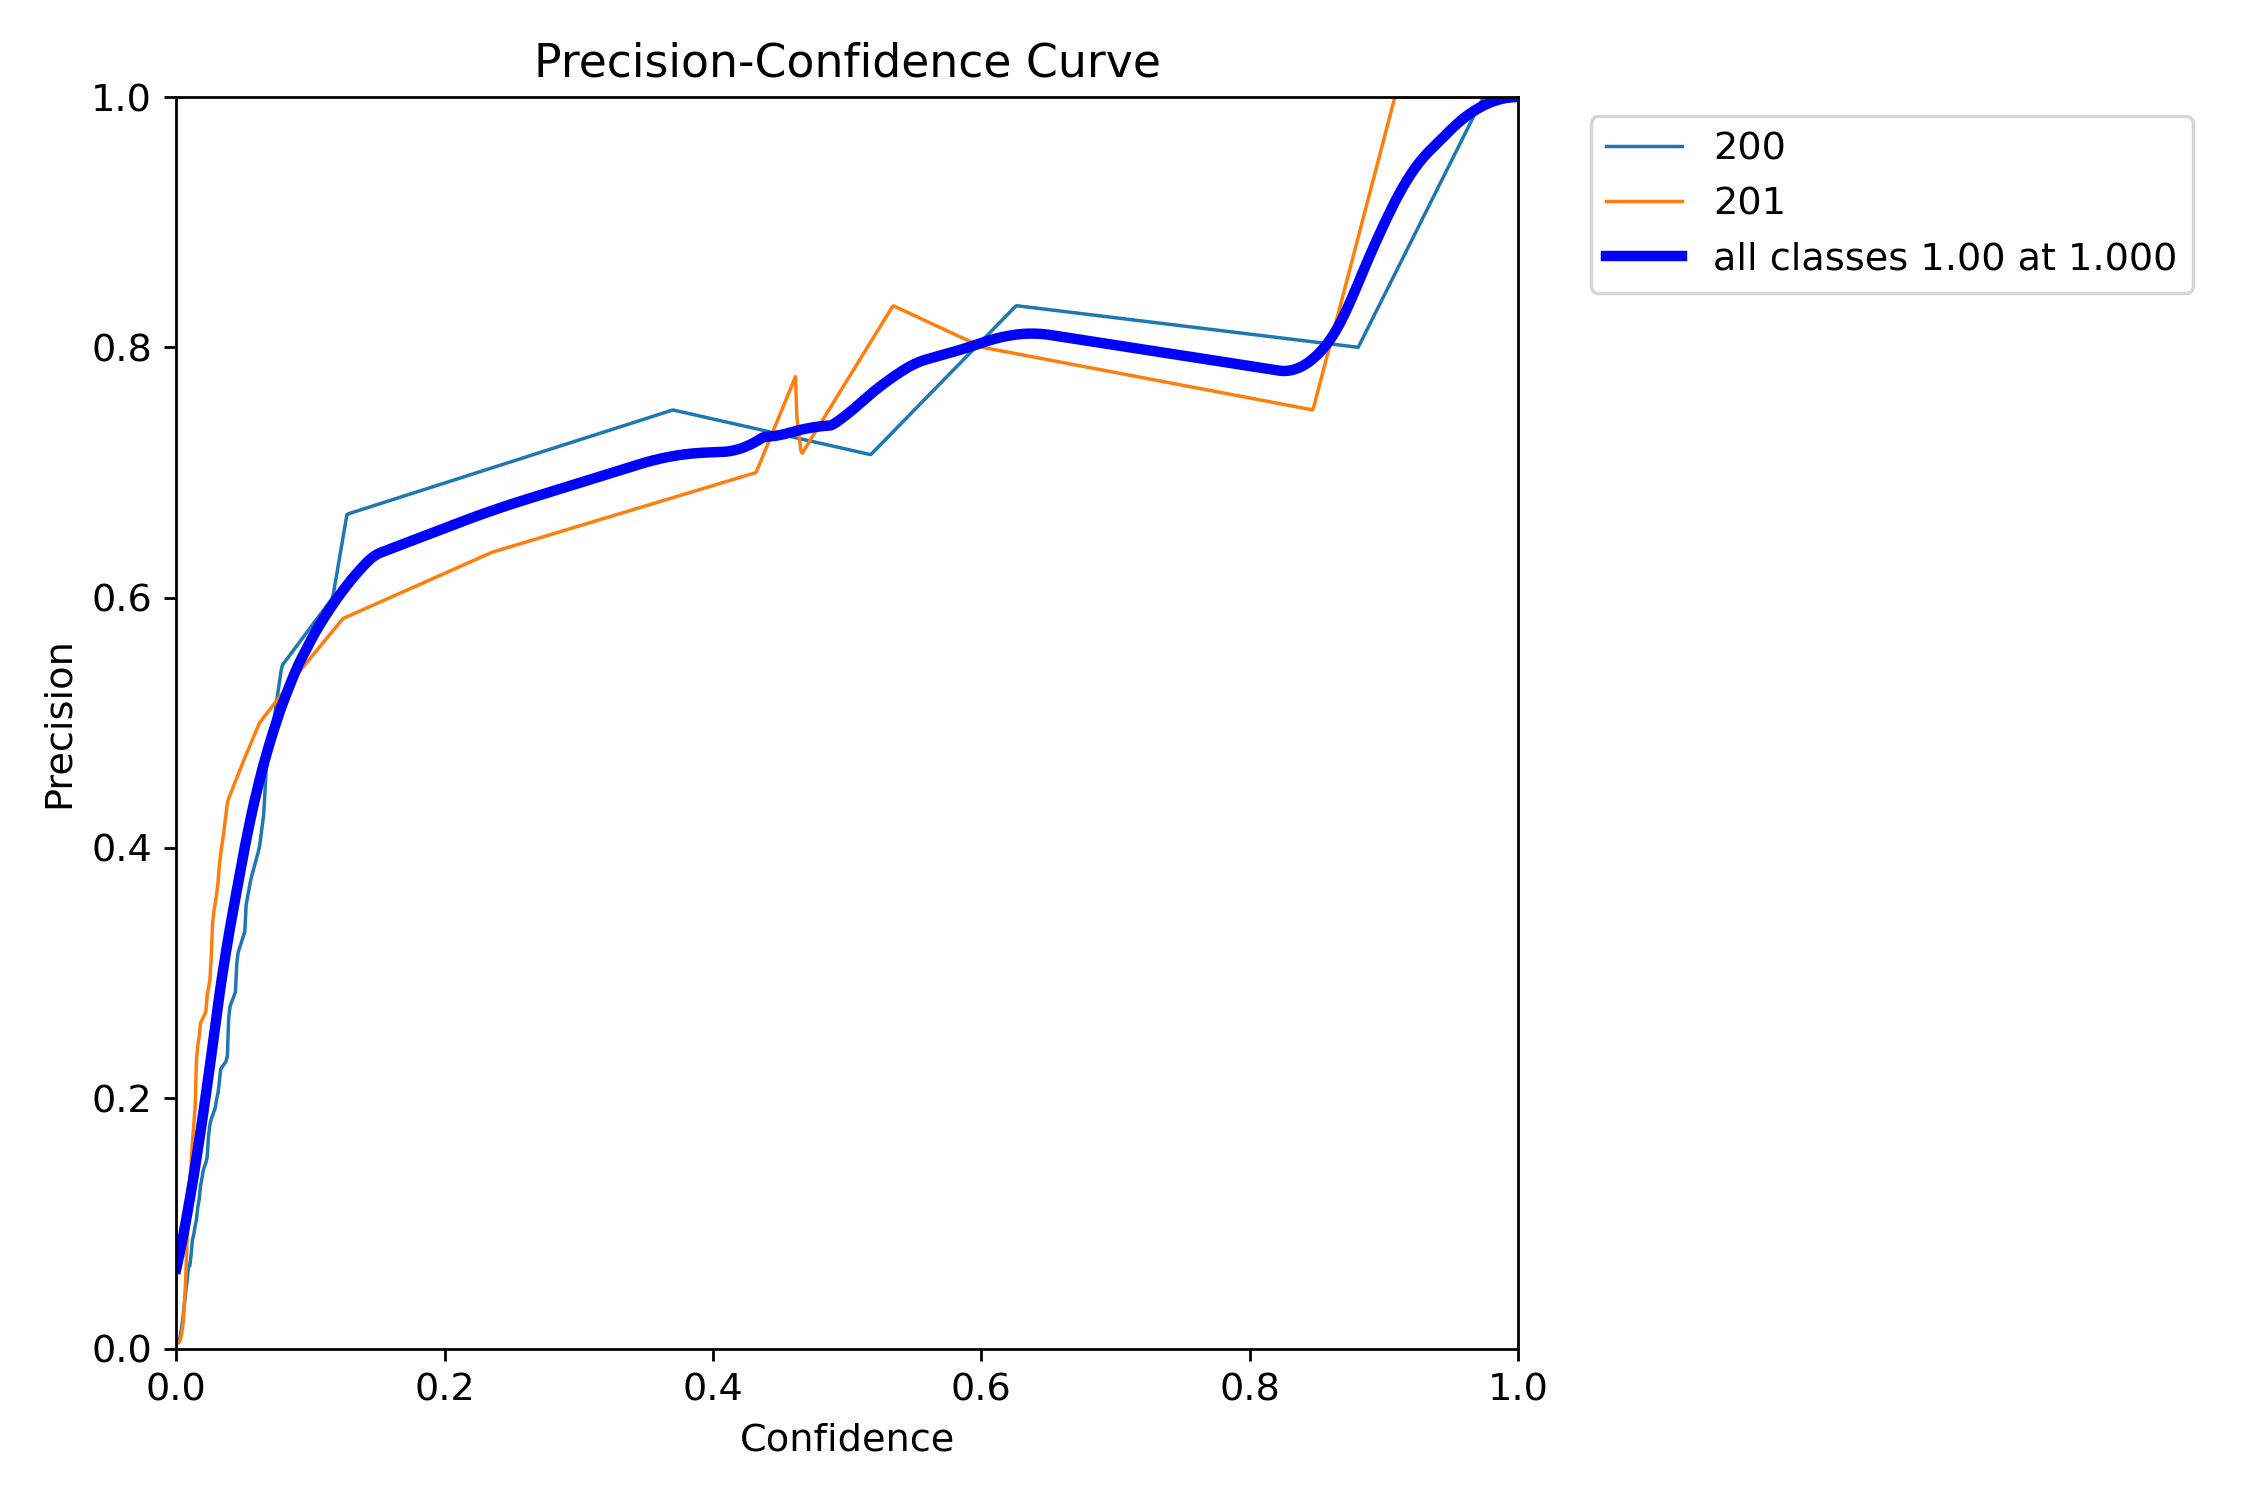 Precision-Confidence Curve
1.0
0.8
0.6
0.4
0.2
0.0
Precision
0.0 0.2 0.4 0.6 0.8 1.0
Confidence
200
201
all classes 1.00 at 1.000